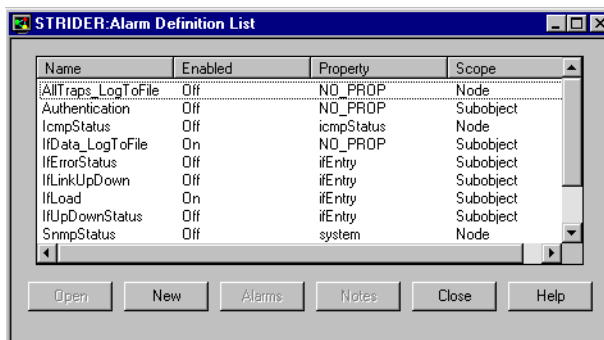 STRIDER:Alarm Definition List
Name Enabled Property Scope
AllTraps_LogToFile Off NO_PROP Node
Authentication Off NO_PROP Subobject
IcmpStatus Off icmpStatus Node
IfData_LogToFile On NO_PROP Subobject
IfErrorStatus Off ifEntry Subobject
IfLinkUpDown Off ifEntry Subobject
IfLoad On ifEntry Subobject
IfUpDownStatus Off ifEntry Subobject
SnmpStatus Off system Node
Open New Alarms Notes Close Help